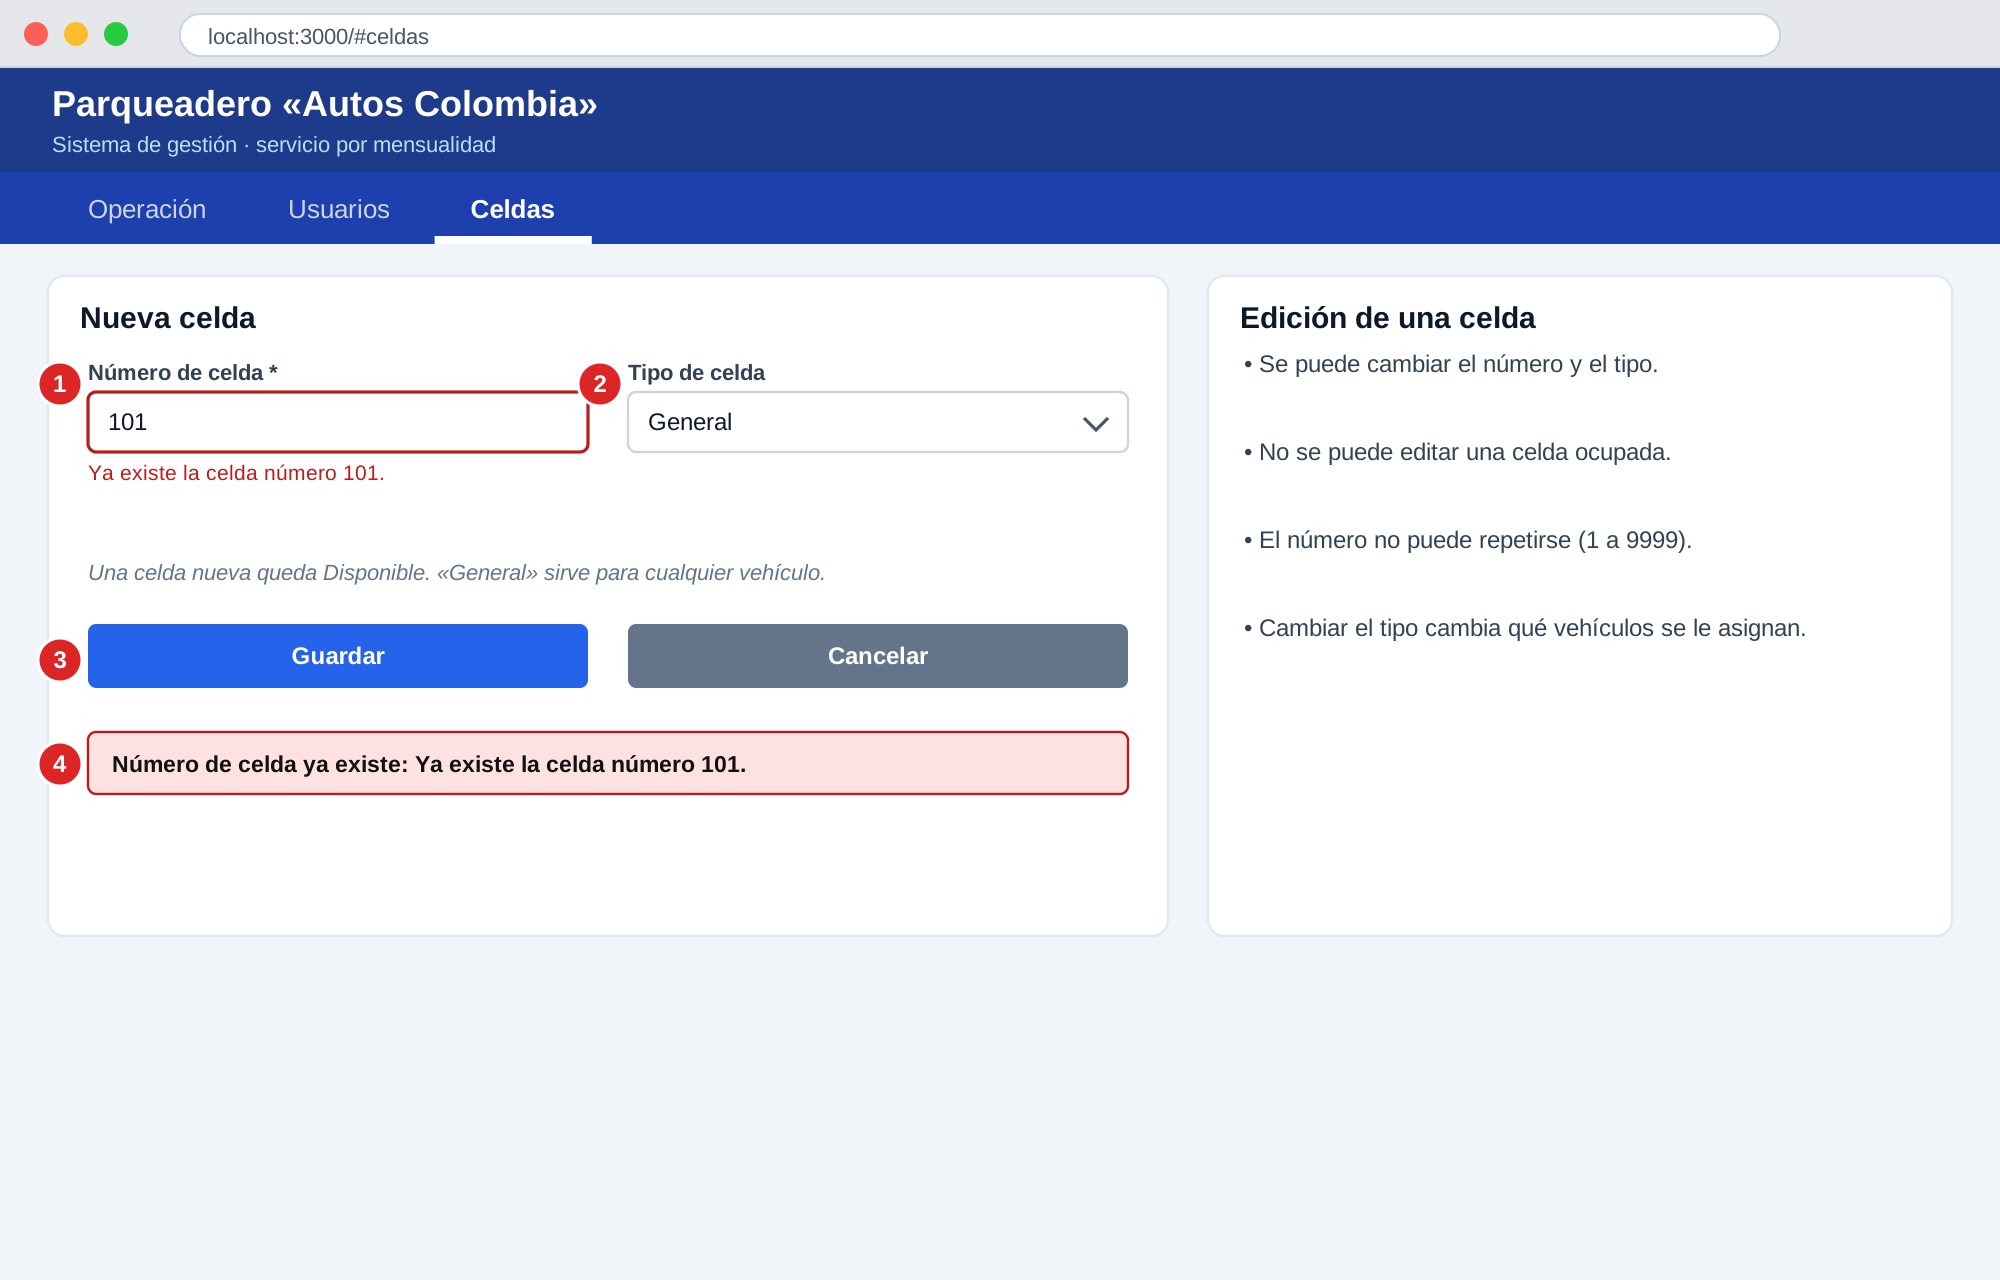 localhost:3000/#celdas
Parqueadero «Autos Colombia»
Sistema de gestión · servicio por mensualidad
Operación
Usuarios
Celdas
Nueva celda
1
Número de celda *
2
Tipo de celda
101
General
Ya existe la celda número 101.
Una celda nueva queda Disponible. «General» sirve para cualquier vehículo.
3
Guardar
Cancelar
4
Número de celda ya existe: Ya existe la celda número 101.
Edición de una celda
• Se puede cambiar el número y el tipo.
• No se puede editar una celda ocupada.
• El número no puede repetirse (1 a 9999).
• Cambiar el tipo cambia qué vehículos se le asignan.